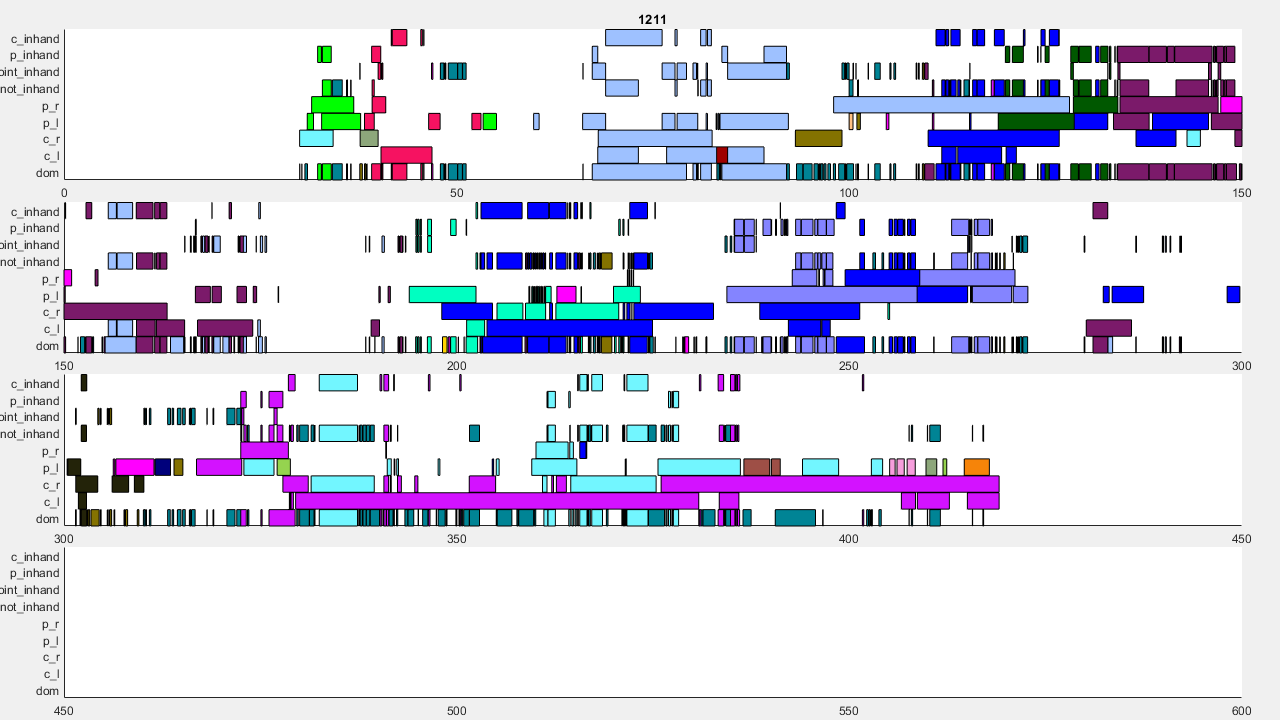 1211
c_inhand
p_inhand
oint_inhand
not_inhand
p_r
p_l
c_r
c_l
dom
0 50 100 150
c_inhand
p_inhand
oint_inhand
not_inhand
p_r
p_l
c_r
c_l
dom
150 200 250 300
c_inhand
p_inhand
oint_inhand
not_inhand
p_r
p_l
c_r
c_l
dom
300 350 400 450
c_inhand
p_inhand
oint_inhand
not_inhand
p_r
p_l
c_r
c_l
dom
450 500 550 600